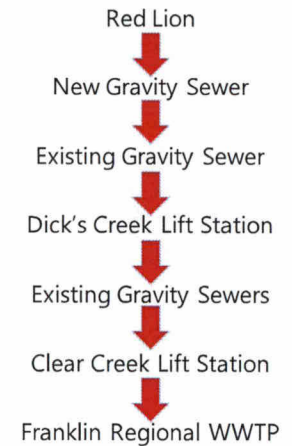 Red Lion
New Gravity Sewer
Existing Gravity Sewer
Dick's Creek Lift Station
Existing Gravity Sewers
Clear Creek Lift Station
Franklin Regional WWTP